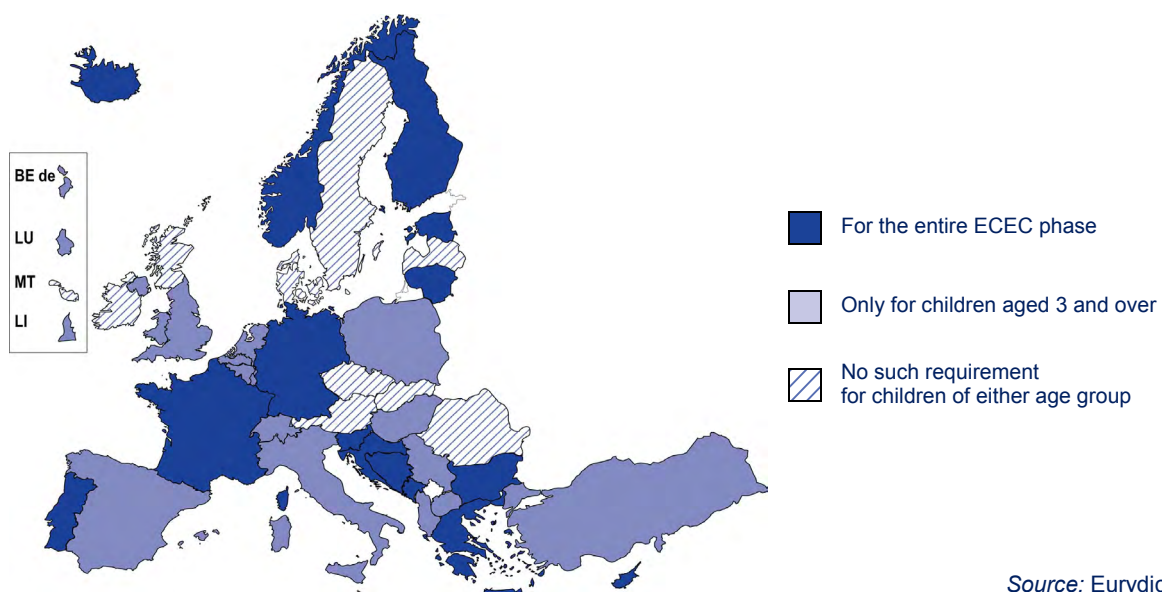 BE de
LU
MT
LI
For the entire ECEC phase
Only for children aged 3 and over
No such requirement
for children of either age group
Source: Eurydic